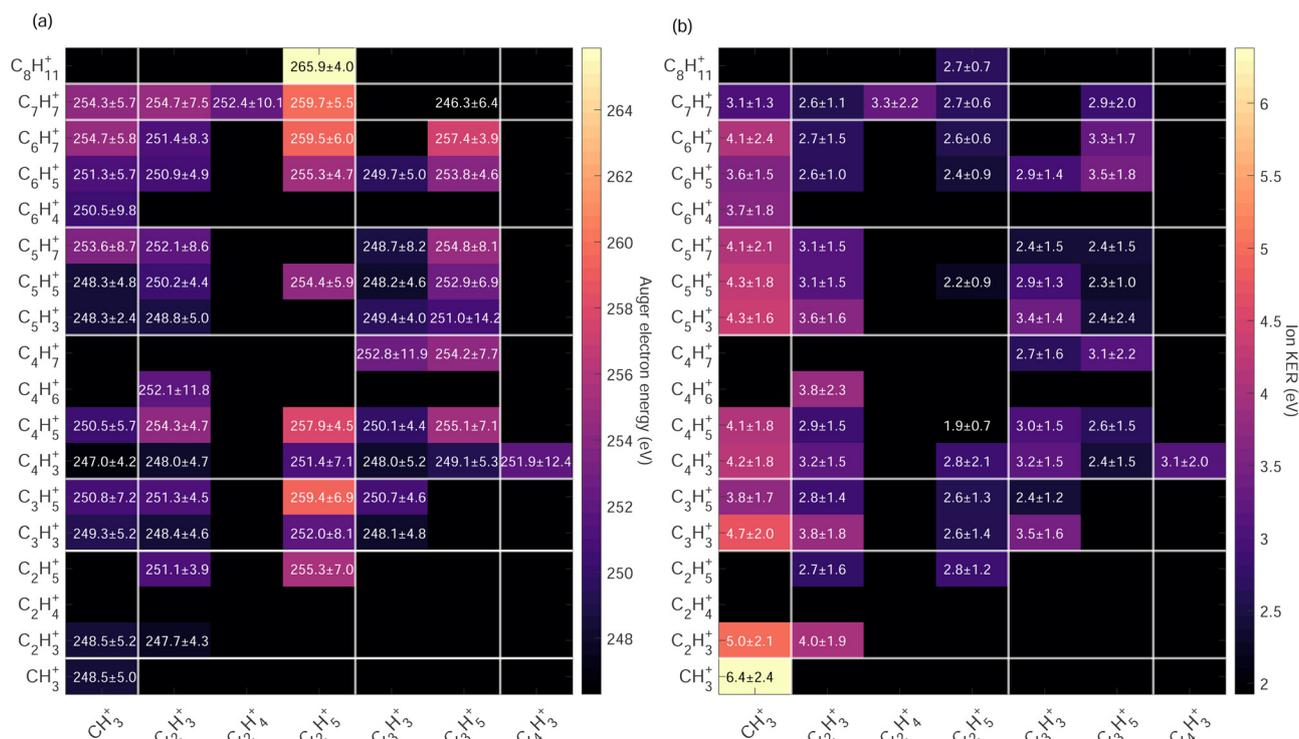 (a)
(b)
C₈H₁₁⁺ 265.9±4.0
C₇H₇⁺ 254.3±5.7 254.7±7.5 252.4±10.1 259.7±5.5 246.3±6.4
C₆H₇⁺ 254.7±5.8 251.4±8.3 259.5±6.0 257.4±3.9
C₆H₅⁺ 251.3±5.7 250.9±4.9 255.3±4.7 249.7±5.0 253.8±4.6
C₆H₄⁺ 250.5±9.8
C₅H₇⁺ 253.6±8.7 252.1±8.6 248.7±8.2 254.8±8.1
C₅H₅⁺ 248.3±4.8 250.2±4.4 254.4±5.9 248.2±4.6 252.9±6.9
C₅H₃⁺ 248.3±2.4 248.8±5.0 249.4±4.0 251.0±14.2
C₄H₇⁺ 252.8±11.9 254.2±7.7
C₄H₆⁺ 252.1±11.8
C₄H₅⁺ 250.5±5.7 254.3±4.7 257.9±4.5 250.1±4.4 255.1±7.1
C₄H₃⁺ 247.0±4.2 248.0±4.7 251.4±7.1 248.0±5.2 249.1±5.3 251.9±12.4
C₃H₅⁺ 250.8±7.2 251.3±4.5 259.4±6.9 250.7±4.6
C₃H₃⁺ 249.3±5.2 248.4±4.6 252.0±8.1 248.1±4.8
C₂H₅⁺ 251.1±3.9 255.3±7.0
C₂H₄⁺
C₂H₃⁺ 248.5±5.2 247.7±4.3
CH₃⁺ 248.5±5.0
CH₃⁺ C₂H₃⁺ C₂H₄⁺ C₂H₅⁺ C₃H₃⁺ C₃H₅⁺ C₄H₃⁺
264
262
260
258
256
254
252
250
248
Auger electron energy (eV)
C₈H₁₁⁺ 2.7±0.7
C₇H₇⁺ 3.1±1.3 2.6±1.1 3.3±2.2 2.7±0.6 2.9±2.0
C₆H₇⁺ 4.1±2.4 2.7±1.5 2.6±0.6 3.3±1.7
C₆H₅⁺ 3.6±1.5 2.6±1.0 2.4±0.9 2.9±1.4 3.5±1.8
C₆H₄⁺ 3.7±1.8
C₅H₇⁺ 4.1±2.1 3.1±1.5 2.4±1.5 2.4±1.5
C₅H₅⁺ 4.3±1.8 3.1±1.5 2.2±0.9 2.9±1.3 2.3±1.0
C₅H₃⁺ 4.3±1.6 3.6±1.6 3.4±1.4 2.4±2.4
C₄H₇⁺ 2.7±1.6 3.1±2.2
C₄H₆⁺ 3.8±2.3
C₄H₅⁺ 4.1±1.8 2.9±1.5 1.9±0.7 3.0±1.5 2.6±1.5
C₄H₃⁺ 4.2±1.8 3.2±1.5 2.8±2.1 3.2±1.5 2.4±1.5 3.1±2.0
C₃H₅⁺ 3.8±1.7 2.8±1.4 2.6±1.3 2.4±1.2
C₃H₃⁺ 4.7±2.0 3.8±1.8 2.6±1.4 3.5±1.6
C₂H₅⁺ 2.7±1.6 2.8±1.2
C₂H₄⁺
C₂H₃⁺ 5.0±2.1 4.0±1.9
CH₃⁺ 6.4±2.4
CH₃⁺ C₂H₃⁺ C₂H₄⁺ C₂H₅⁺ C₃H₃⁺ C₃H₅⁺ C₄H₃⁺
6
5.5
5
4.5
4
3.5
3
2.5
2
Ion KER (eV)